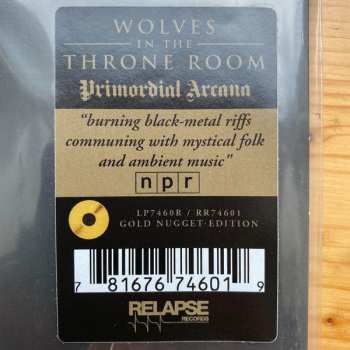 WOLVES
IN THE
THRONE ROOM
Primordial Arcana
"burning black-metal riffs
communing with mystical folk
and ambient music"
npr
LP7460R / RR74601
GOLD NUGGET EDITION
7 81676 74601 9
RELAPSE
RECORDS